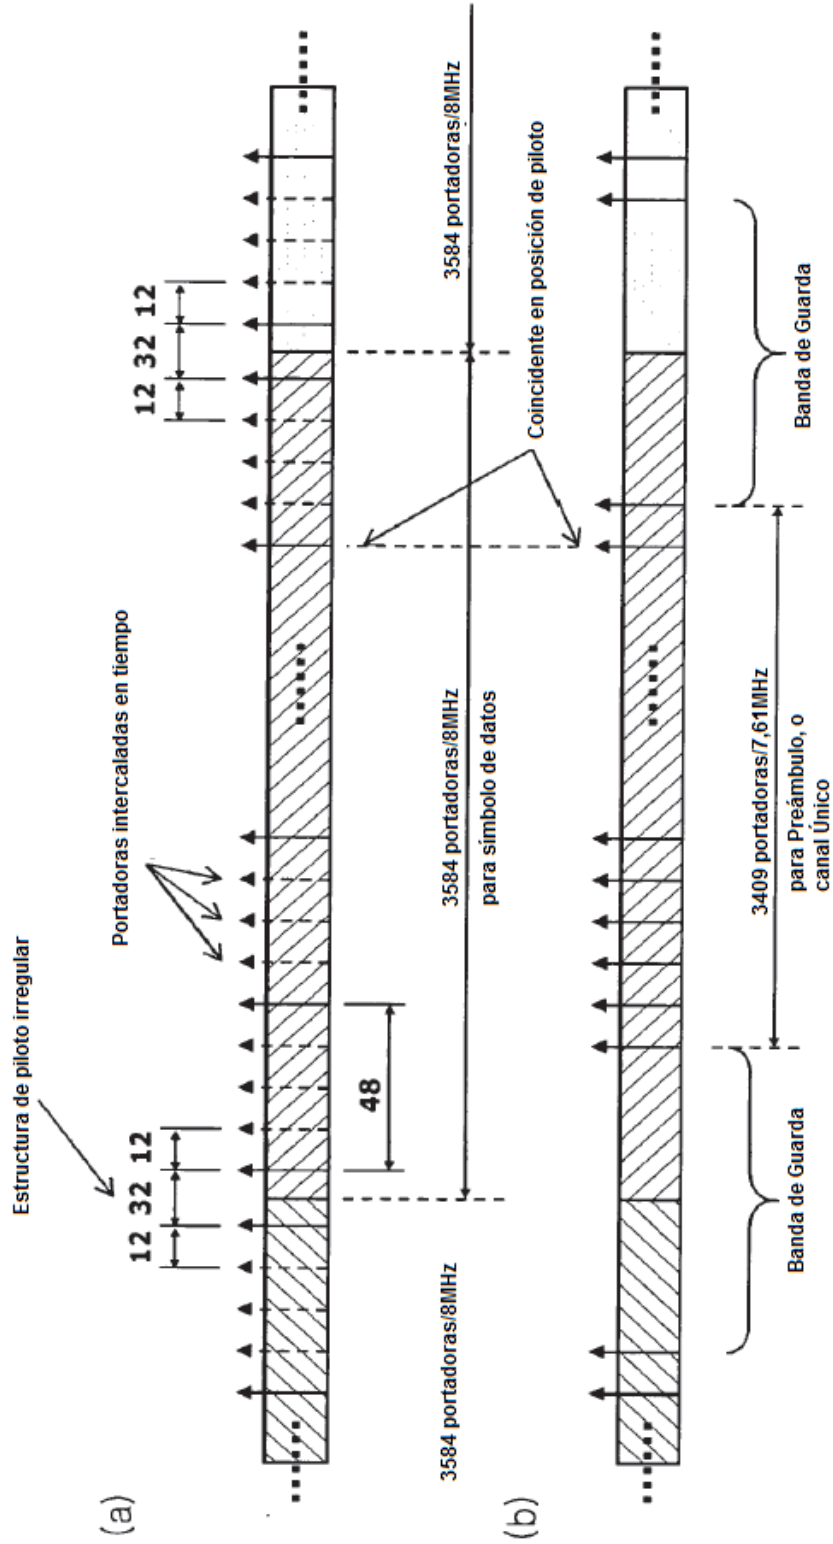 (a)
Estructura de piloto irregular
Portadoras intercaladas en tiempo
12 32 12
12 32 12
48
3584 portadoras/8MHz
3584 portadoras/8MHz
para símbolo de datos
3584 portadoras/8MHz
Coincidente en posición de piloto
(b)
3409 portadoras/7,61MHz
para Preámbulo, o
canal Único
Banda de Guarda
Banda de Guarda